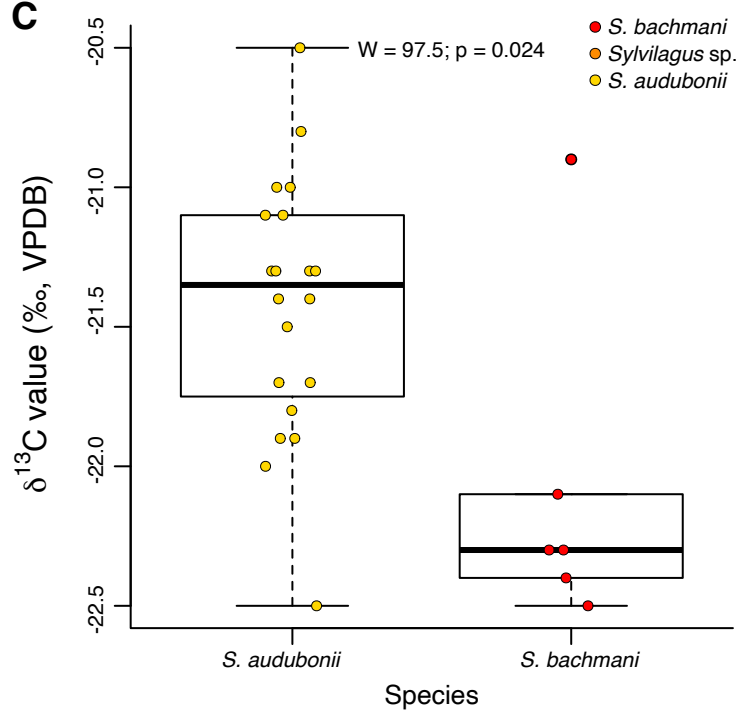 C
S. bachmani
Sylvilagus sp.
S. audubonii
W = 97.5; p = 0.024
δ¹³C value (‰, VPDB)
-20.5
-21.0
-21.5
-22.0
-22.5
S. audubonii
S. bachmani
Species